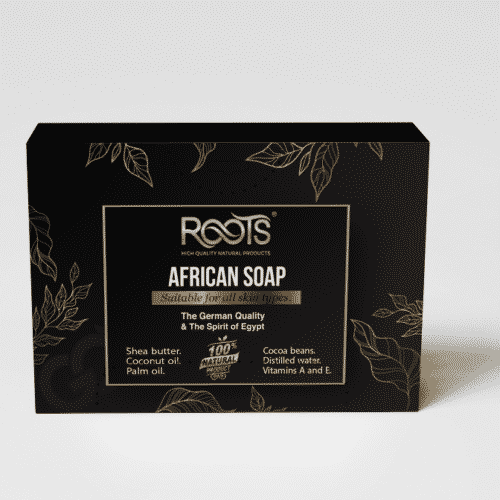 ROOTS®
HIGH QUALITY NATURAL PRODUCTS
AFRICAN SOAP
Suitable for all skin types.
The German Quality
& The Spirit of Egypt
Shea butter.
Coconut oil.
Palm oil.
100%
NATURAL
PRODUCT
Cocoa beans.
Distilled water.
Vitamins A and E.